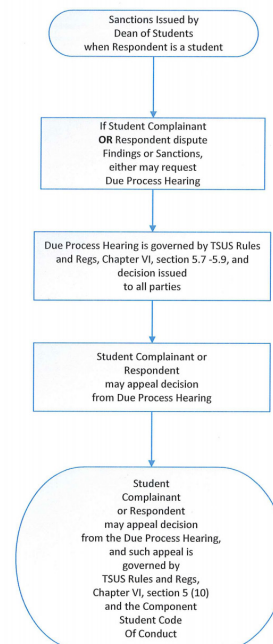 Sanctions Issued by
Dean of Students
when Respondent is a student
If Student Complainant
OR Respondent dispute
Findings or Sanctions,
either may request
Due Process Hearing
Due Process Hearing is governed by TSUS Rules
and Regs, Chapter VI, section 5.7 -5.9, and
decision issued
to all parties
Student Complainant or
Respondent
may appeal decision
from Due Process Hearing
Student
Complainant
or Respondent
may appeal decision
from the Due Process Hearing,
and such appeal is
governed by
TSUS Rules and Regs,
Chapter VI, section 5 (10)
and the Component
Student Code
Of Conduct